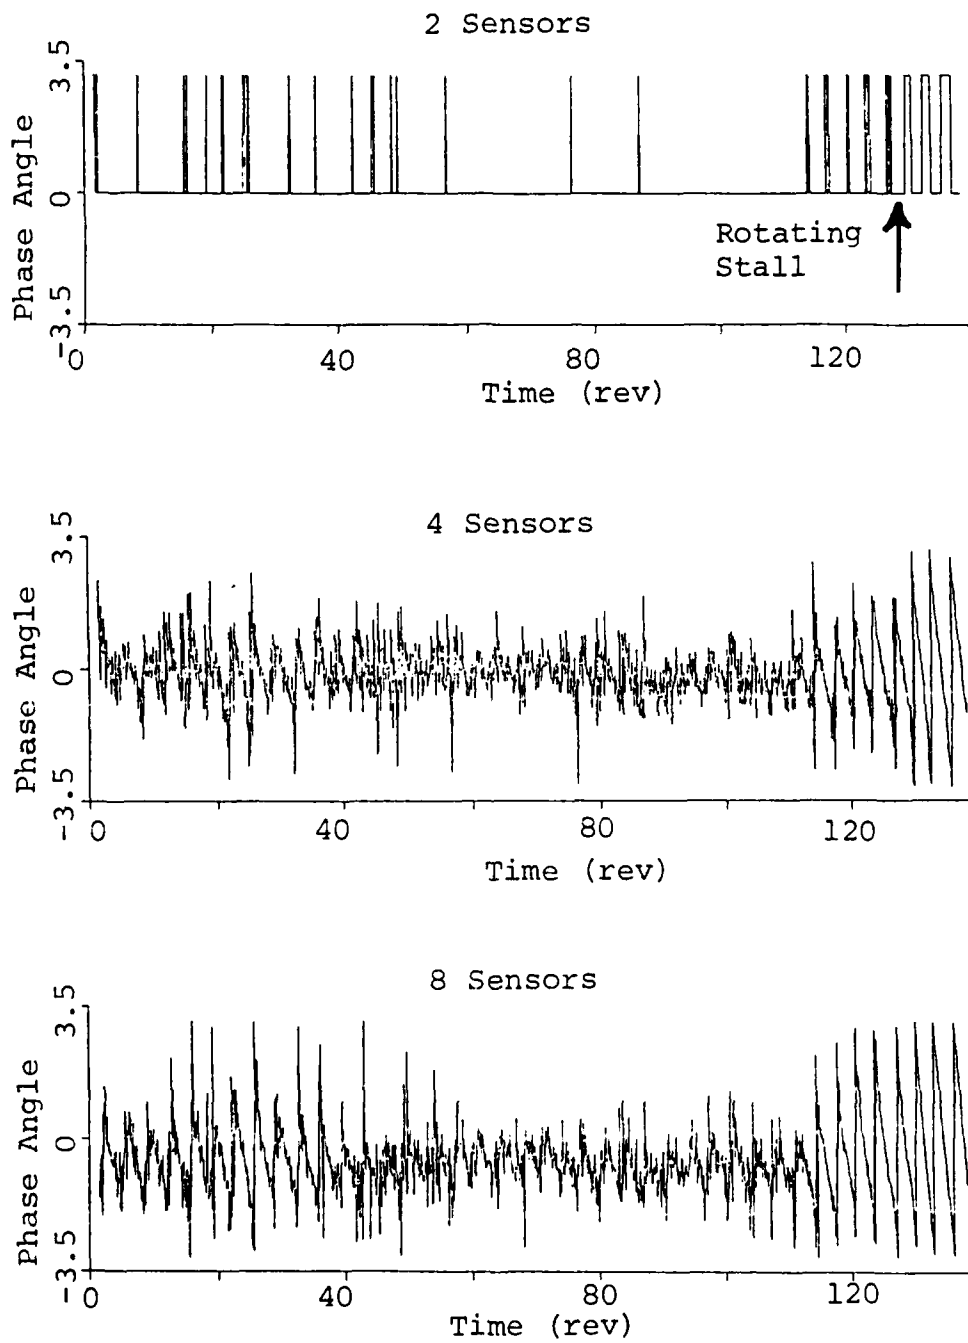 2 Sensors
3.5
0
-3.5
Phase Angle
Rotating
Stall
0
40
80
120
Time (rev)
4 Sensors
3.5
0
-3.5
Phase Angle
0
40
80
120
Time (rev)
8 Sensors
3.5
0
-3.5
Phase Angle
0
40
80
120
Time (rev)